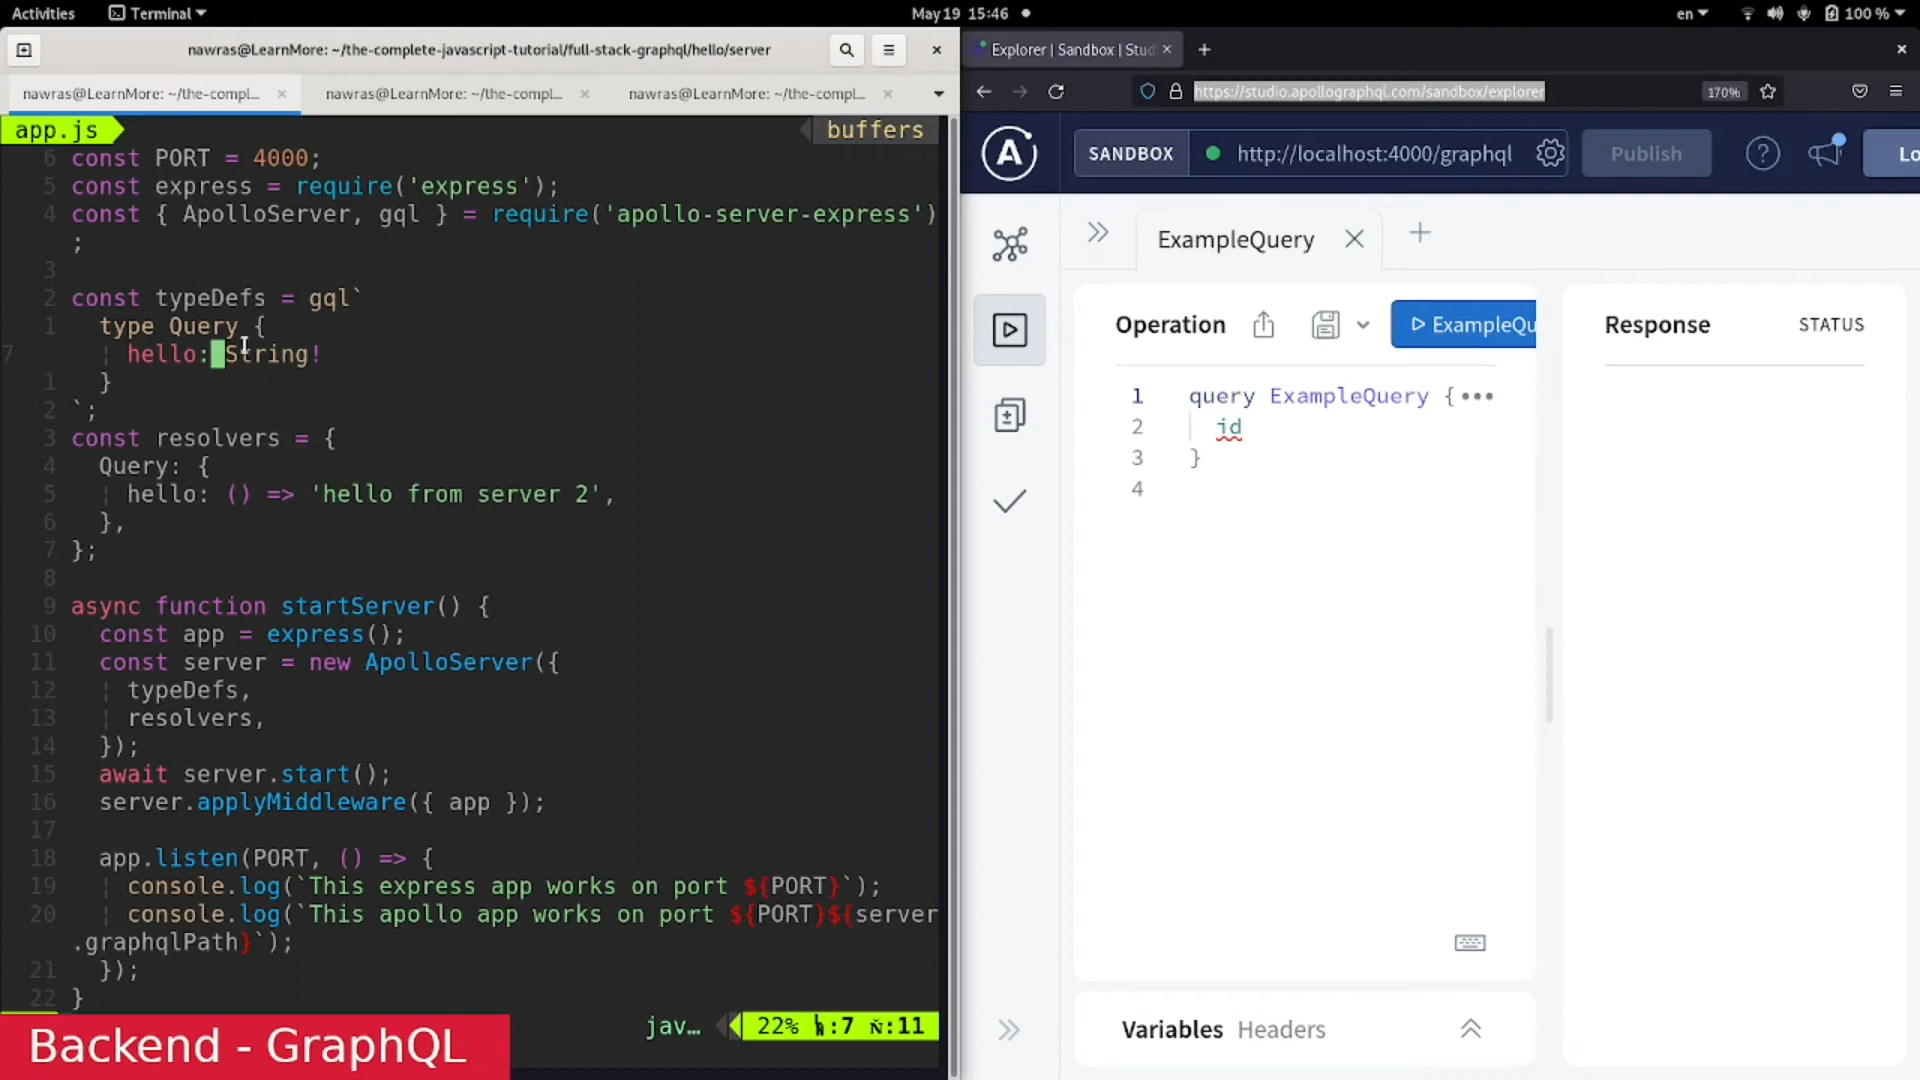 Activities
Terminal
May 19 15:46
en
100 %
nawras@LearnMore: ~/the-complete-javascript-tutorial/full-stack-graphql/hello/server
nawras@LearnMore: ~/the-compl…
nawras@LearnMore: ~/the-compl…
nawras@LearnMore: ~/the-compl…
app.js
buffers
6 const PORT = 4000;
5 const express = require('express');
4 const { ApolloServer, gql } = require('apollo-server-express')
;
3
2 const typeDefs = gql`
1 type Query {
7 hello: String!
1 }
2 `;
3 const resolvers = {
4 Query: {
5 hello: () => 'hello from server 2',
6 },
7 };
8
9 async function startServer() {
10 const app = express();
11 const server = new ApolloServer({
12 typeDefs,
13 resolvers,
14 });
15 await server.start();
16 server.applyMiddleware({ app });
17
18 app.listen(PORT, () => {
19 console.log(`This express app works on port ${PORT}`);
20 console.log(`This apollo app works on port ${PORT}${server
.graphqlPath}`);
21 });
22 }
jav…
22% :7 :11
Backend - GraphQL
Explorer | Sandbox | Stud
https://studio.apollographql.com/sandbox/explorer
170%
A
SANDBOX
http://localhost:4000/graphql
Publish
Lo
ExampleQuery
Operation
ExampleQu
1 query ExampleQuery {•••
2 id
3 }
4
Variables
Headers
Response
STATUS